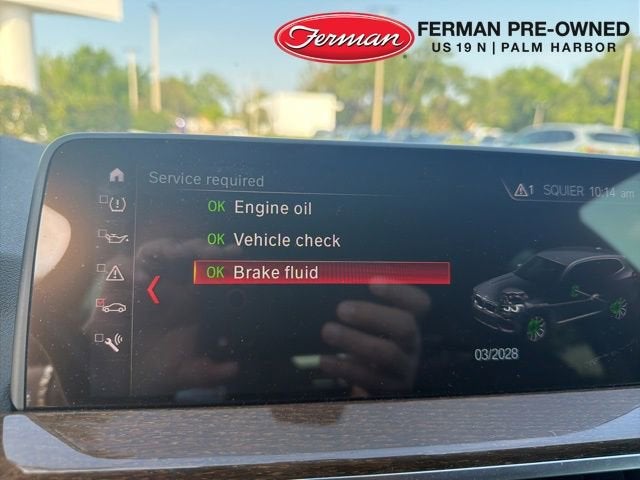 Ferman
FERMAN PRE-OWNED
US 19 N | PALM HARBOR
Service required
1 SQUIER 10:14 am
OK Engine oil
OK Vehicle check
OK Brake fluid
03/2028